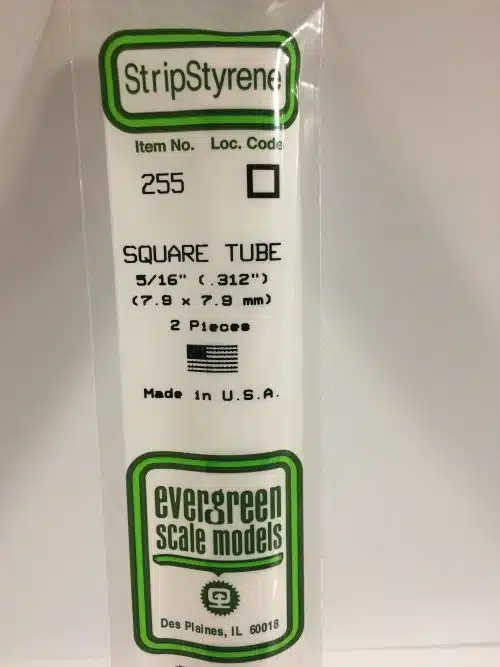 StripStyrene
Item No. Loc. Code
255
SQUARE TUBE
5/16" (.312")
(7.9 x 7.9 mm)
2 Pieces
Made in U.S.A.
evergreen
scale models
Des Plaines, IL 60018